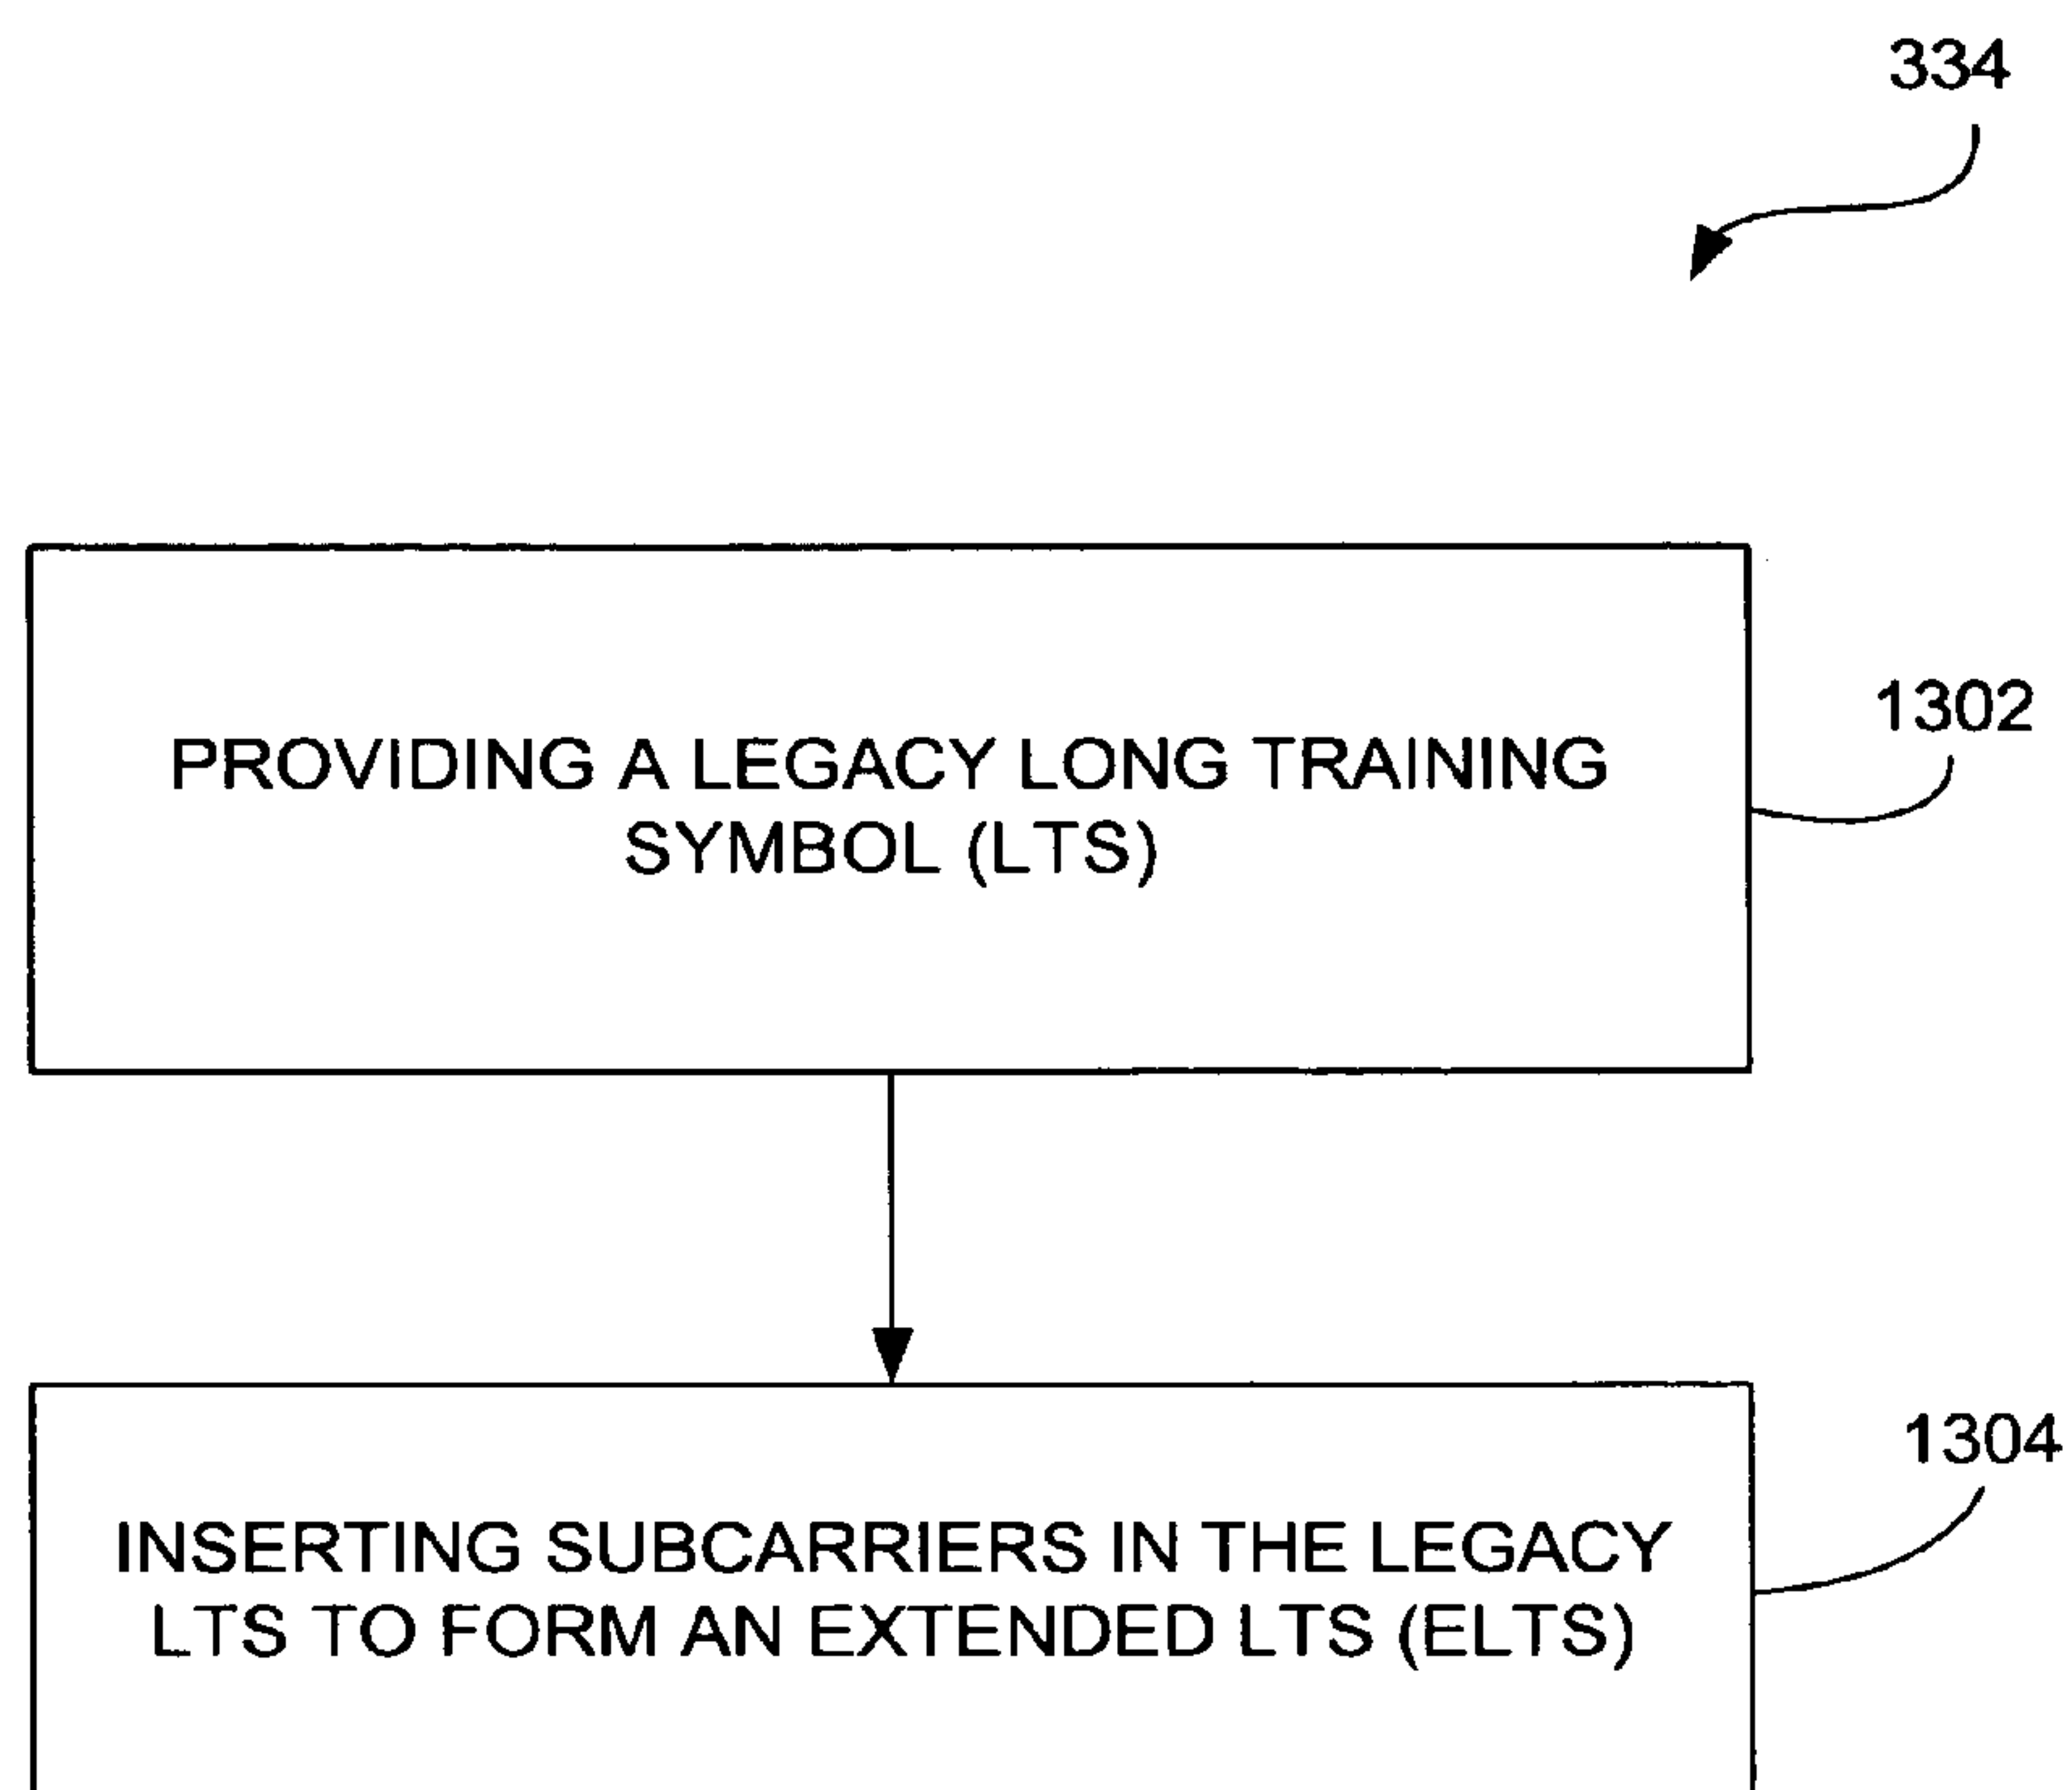 334
1302
PROVIDING A LEGACY LONG TRAINING
SYMBOL (LTS)
1304
INSERTING SUBCARRIERS IN THE LEGACY
LTS TO FORM AN EXTENDED LTS (ELTS)